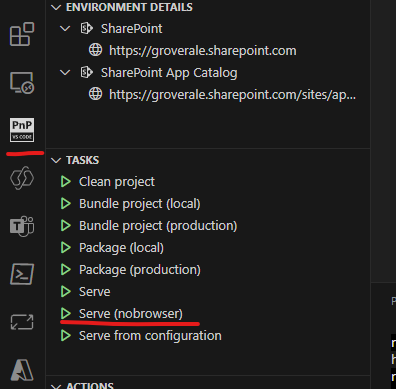 ENVIRONMENT DETAILS
SharePoint
https://groverale.sharepoint.com
SharePoint App Catalog
https://groverale.sharepoint.com/sites/ap...
PnP
VS CODE
TASKS
Clean project
Bundle project (local)
Bundle project (production)
Package (local)
Package (production)
Serve
Serve (nobrowser)
Serve from configuration
ACTIONS